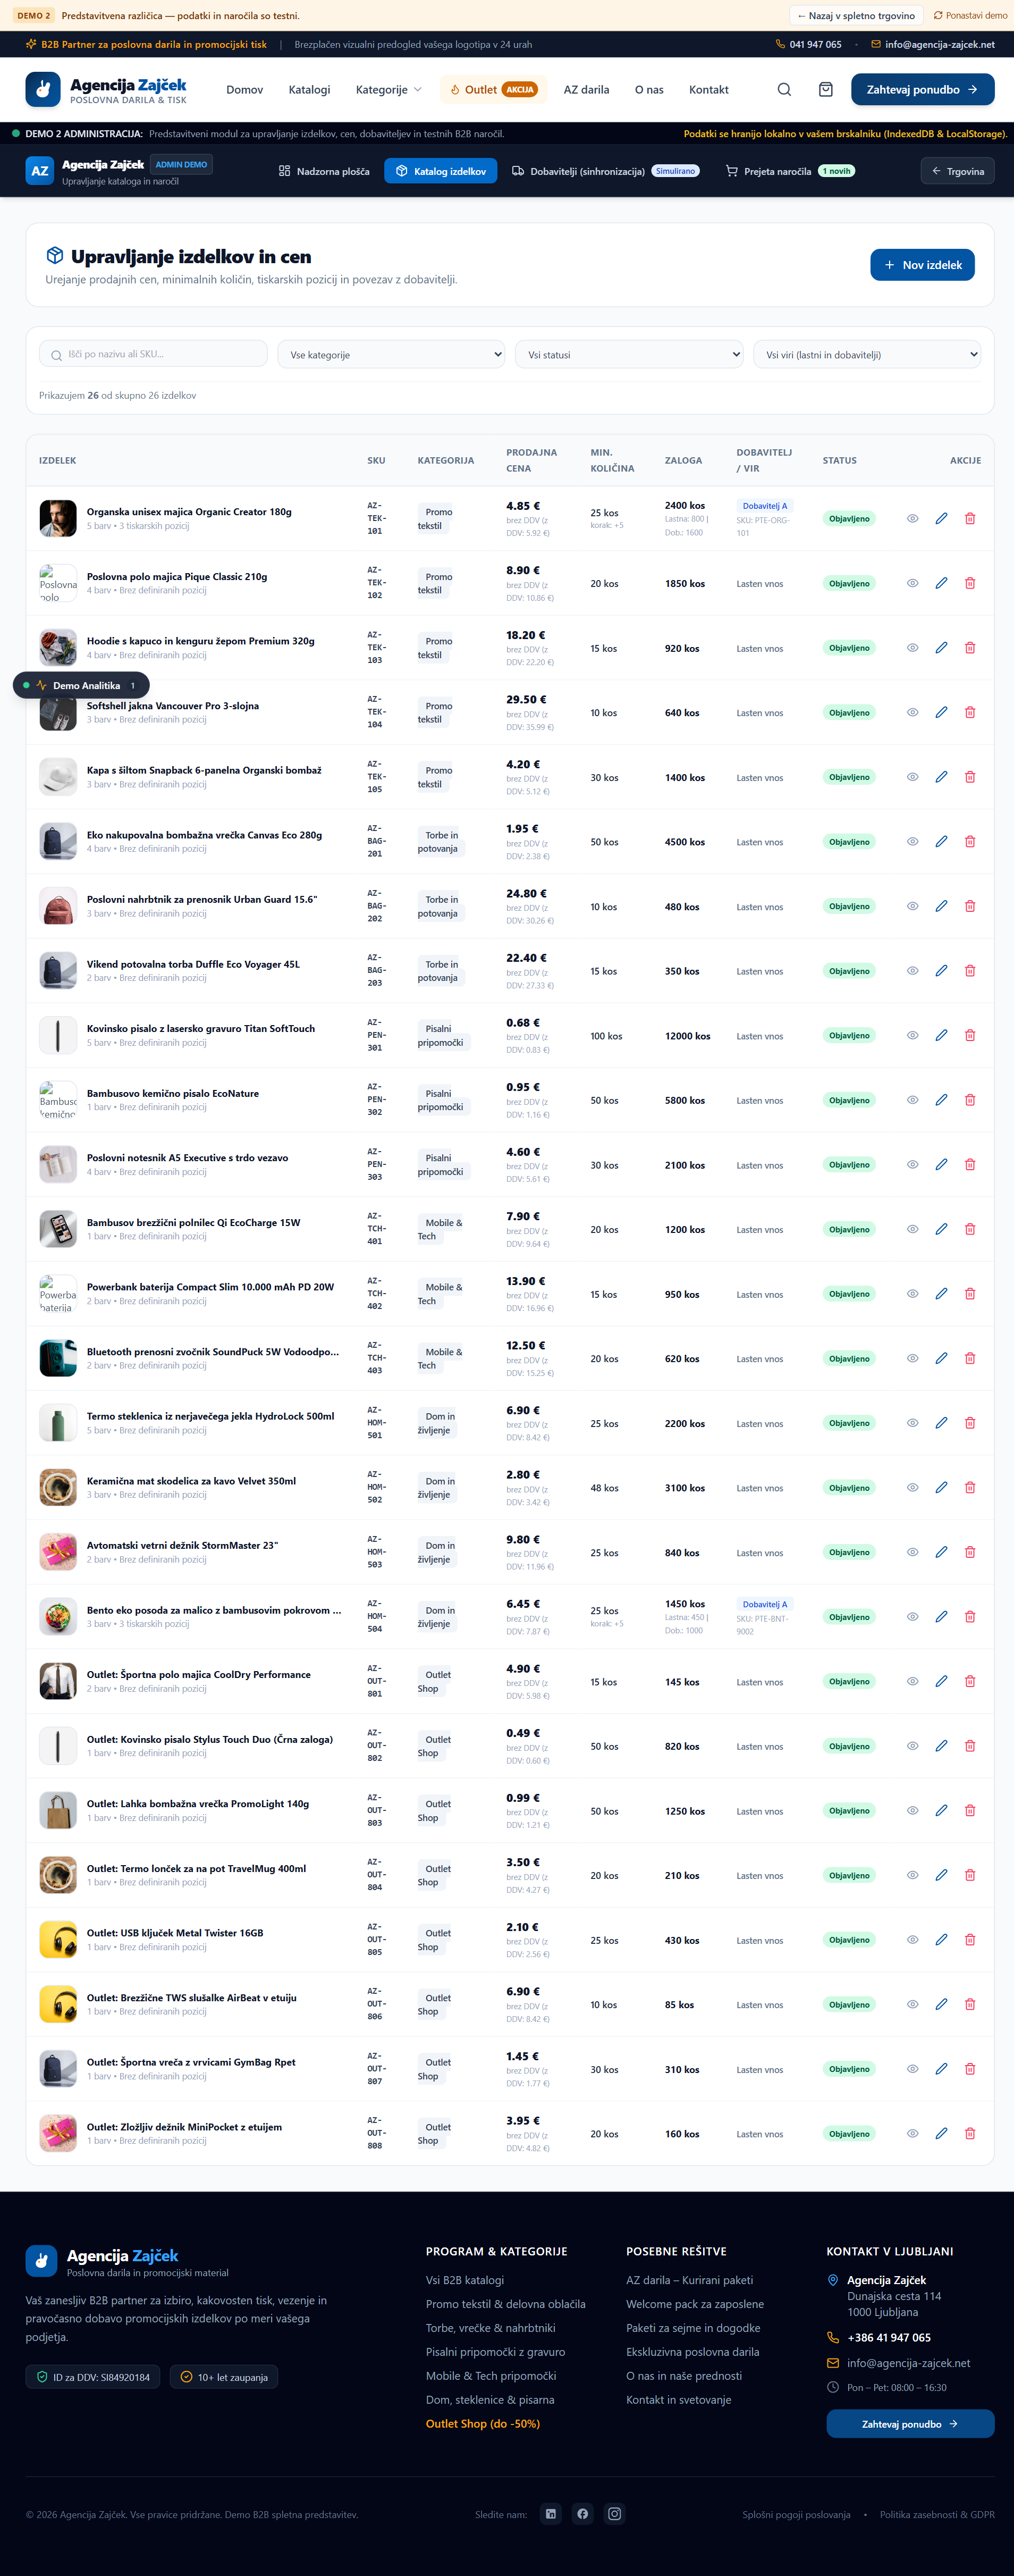 DEMO 2 Predstavitvena različica — podatki in naročila so testni. ← Nazaj v spletno trgovino Ponastavi demo
B2B Partner za poslovna darila in promocijski tisk | Brezplačen vizualni predogled vašega logotipa v 24 urah 041 947 065 • info@agencija-zajcek.net
Agencija Zajček
POSLOVNA DARILA & TISK
Domov Katalogi Kategorije Outlet AKCIJA AZ darila O nas Kontakt Zahtevaj ponudbo →
DEMO 2 ADMINISTRACIJA: Predstavitveni modul za upravljanje izdelkov, cen, dobaviteljev in testnih B2B naročil. Podatki se hranijo lokalno v vašem brskalniku (IndexedDB & LocalStorage).
AZ Agencija Zajček ADMIN DEMO
Upravljanje kataloga in naročil
Nadzorna plošča Katalog izdelkov Dobavitelji (sinhronizacija) Simulirano Prejeta naročila 1 novih ← Trgovina
Upravljanje izdelkov in cen
Urejanje prodajnih cen, minimalnih količin, tiskarskih pozicij in povezav z dobavitelji.
+ Nov izdelek
Išči po nazivu ali SKU... Vse kategorije Vsi statusi Vsi viri (lastni in dobavitelji)
Prikazujem 26 od skupno 26 izdelkov
IZDELEK SKU KATEGORIJA PRODAJNA CENA MIN. KOLIČINA ZALOGA DOBAVITELJ / VIR STATUS AKCIJE
Organska unisex majica Organic Creator 180g
5 barv • 3 tiskarskih pozicij
AZ-TEK-101 Promo tekstil 4.85 € brez DDV (z DDV: 5.92 €) 25 kos korak: +5 2400 kos Lastna: 800 | Dob.: 1600 Dobavitelj A SKU: PTE-ORG-101 Objavljeno
Poslovna polo
Poslovna polo majica Pique Classic 210g
4 barv • Brez definiranih pozicij
AZ-TEK-102 Promo tekstil 8.90 € brez DDV (z DDV: 10.86 €) 20 kos 1850 kos Lasten vnos Objavljeno
Hoodie s kapuco in kenguru žepom Premium 320g
4 barv • Brez definiranih pozicij
AZ-TEK-103 Promo tekstil 18.20 € brez DDV (z DDV: 22.20 €) 15 kos 920 kos Lasten vnos Objavljeno
Demo Analitika 1
Softshell jakna Vancouver Pro 3-slojna
3 barv • Brez definiranih pozicij
AZ-TEK-104 Promo tekstil 29.50 € brez DDV (z DDV: 35.99 €) 10 kos 640 kos Lasten vnos Objavljeno
Kapa s šiltom Snapback 6-panelna Organski bombaž
3 barv • Brez definiranih pozicij
AZ-TEK-105 Promo tekstil 4.20 € brez DDV (z DDV: 5.12 €) 30 kos 1400 kos Lasten vnos Objavljeno
Eko nakupovalna bombažna vrečka Canvas Eco 280g
4 barv • Brez definiranih pozicij
AZ-BAG-201 Torbe in potovanja 1.95 € brez DDV (z DDV: 2.38 €) 50 kos 4500 kos Lasten vnos Objavljeno
Poslovni nahrbtnik za prenosnik Urban Guard 15.6"
3 barv • Brez definiranih pozicij
AZ-BAG-202 Torbe in potovanja 24.80 € brez DDV (z DDV: 30.26 €) 10 kos 480 kos Lasten vnos Objavljeno
Vikend potovalna torba Duffle Eco Voyager 45L
2 barv • Brez definiranih pozicij
AZ-BAG-203 Torbe in potovanja 22.40 € brez DDV (z DDV: 27.33 €) 15 kos 350 kos Lasten vnos Objavljeno
Kovinsko pisalo z lasersko gravuro Titan SoftTouch
5 barv • Brez definiranih pozicij
AZ-PEN-301 Pisalni pripomočki 0.68 € brez DDV (z DDV: 0.83 €) 100 kos 12000 kos Lasten vnos Objavljeno
Bambusovo kemično pisalo EcoNature
1 barv • Brez definiranih pozicij
AZ-PEN-302 Pisalni pripomočki 0.95 € brez DDV (z DDV: 1.16 €) 50 kos 5800 kos Lasten vnos Objavljeno
Poslovni notesnik A5 Executive s trdo vezavo
4 barv • Brez definiranih pozicij
AZ-PEN-303 Pisalni pripomočki 4.60 € brez DDV (z DDV: 5.61 €) 30 kos 2100 kos Lasten vnos Objavljeno
Bambusov brezžični polnilec Qi EcoCharge 15W
1 barv • Brez definiranih pozicij
AZ-TCH-401 Mobile & Tech 7.90 € brez DDV (z DDV: 9.64 €) 20 kos 1200 kos Lasten vnos Objavljeno
Powerbank baterija Compact Slim 10.000 mAh PD 20W
2 barv • Brez definiranih pozicij
AZ-TCH-402 Mobile & Tech 13.90 € brez DDV (z DDV: 16.96 €) 15 kos 950 kos Lasten vnos Objavljeno
Bluetooth prenosni zvočnik SoundPuck 5W Vodoodpo...
2 barv • Brez definiranih pozicij
AZ-TCH-403 Mobile & Tech 12.50 € brez DDV (z DDV: 15.25 €) 20 kos 620 kos Lasten vnos Objavljeno
Termo steklenica iz nerjavečega jekla HydroLock 500ml
5 barv • Brez definiranih pozicij
AZ-HOM-501 Dom in življenje 6.90 € brez DDV (z DDV: 8.42 €) 25 kos 2200 kos Lasten vnos Objavljeno
Keramična mat skodelica za kavo Velvet 350ml
3 barv • Brez definiranih pozicij
AZ-HOM-502 Dom in življenje 2.80 € brez DDV (z DDV: 3.42 €) 48 kos 3100 kos Lasten vnos Objavljeno
Avtomatski vetrni dežnik StormMaster 23"
2 barv • Brez definiranih pozicij
AZ-HOM-503 Dom in življenje 9.80 € brez DDV (z DDV: 11.96 €) 25 kos 840 kos Lasten vnos Objavljeno
Bento eko posoda za malico z bambusovim pokrovom ...
3 barv • 3 tiskarskih pozicij
AZ-HOM-504 Dom in življenje 6.45 € brez DDV (z DDV: 7.87 €) 25 kos korak: +5 1450 kos Lastna: 450 | Dob.: 1000 Dobavitelj A SKU: PTE-BNT-9002 Objavljeno
Outlet: Športna polo majica CoolDry Performance
2 barv • Brez definiranih pozicij
AZ-OUT-801 Outlet Shop 4.90 € brez DDV (z DDV: 5.98 €) 15 kos 145 kos Lasten vnos Objavljeno
Outlet: Kovinsko pisalo Stylus Touch Duo (Črna zaloga)
1 barv • Brez definiranih pozicij
AZ-OUT-802 Outlet Shop 0.49 € brez DDV (z DDV: 0.60 €) 50 kos 820 kos Lasten vnos Objavljeno
Outlet: Lahka bombažna vrečka PromoLight 140g
1 barv • Brez definiranih pozicij
AZ-OUT-803 Outlet Shop 0.99 € brez DDV (z DDV: 1.21 €) 50 kos 1250 kos Lasten vnos Objavljeno
Outlet: Termo lonček za na pot TravelMug 400ml
1 barv • Brez definiranih pozicij
AZ-OUT-804 Outlet Shop 3.50 € brez DDV (z DDV: 4.27 €) 20 kos 210 kos Lasten vnos Objavljeno
Outlet: USB ključek Metal Twister 16GB
1 barv • Brez definiranih pozicij
AZ-OUT-805 Outlet Shop 2.10 € brez DDV (z DDV: 2.56 €) 25 kos 430 kos Lasten vnos Objavljeno
Outlet: Brezžične TWS slušalke AirBeat v etuiju
1 barv • Brez definiranih pozicij
AZ-OUT-806 Outlet Shop 6.90 € brez DDV (z DDV: 8.42 €) 10 kos 85 kos Lasten vnos Objavljeno
Outlet: Športna vreča z vrvicami GymBag Rpet
1 barv • Brez definiranih pozicij
AZ-OUT-807 Outlet Shop 1.45 € brez DDV (z DDV: 1.77 €) 30 kos 310 kos Lasten vnos Objavljeno
Outlet: Zložljiv dežnik MiniPocket z etuijem
1 barv • Brez definiranih pozicij
AZ-OUT-808 Outlet Shop 3.95 € brez DDV (z DDV: 4.82 €) 20 kos 160 kos Lasten vnos Objavljeno
Agencija Zajček
Poslovna darila in promocijski material
Vaš zanesljiv B2B partner za izbiro, kakovosten tisk, vezenje in
pravočasno dobavo promocijskih izdelkov po meri vašega
podjetja.
ID za DDV: SI84920184 10+ let zaupanja
PROGRAM & KATEGORIJE
Vsi B2B katalogi
Promo tekstil & delovna oblačila
Torbe, vrečke & nahrbtniki
Pisalni pripomočki z gravuro
Mobile & Tech pripomočki
Dom, steklenice & pisarna
Outlet Shop (do -50%)
POSEBNE REŠITVE
AZ darila – Kurirani paketi
Welcome pack za zaposlene
Paketi za sejme in dogodke
Ekskluzivna poslovna darila
O nas in naše prednosti
Kontakt in svetovanje
KONTAKT V LJUBLJANI
Agencija Zajček
Dunajska cesta 114
1000 Ljubljana
+386 41 947 065
info@agencija-zajcek.net
Pon – Pet: 08:00 – 16:30
Zahtevaj ponudbo →
© 2026 Agencija Zajček. Vse pravice pridržane. Demo B2B spletna predstavitev. Sledite nam: Splošni pogoji poslovanja • Politika zasebnosti & GDPR